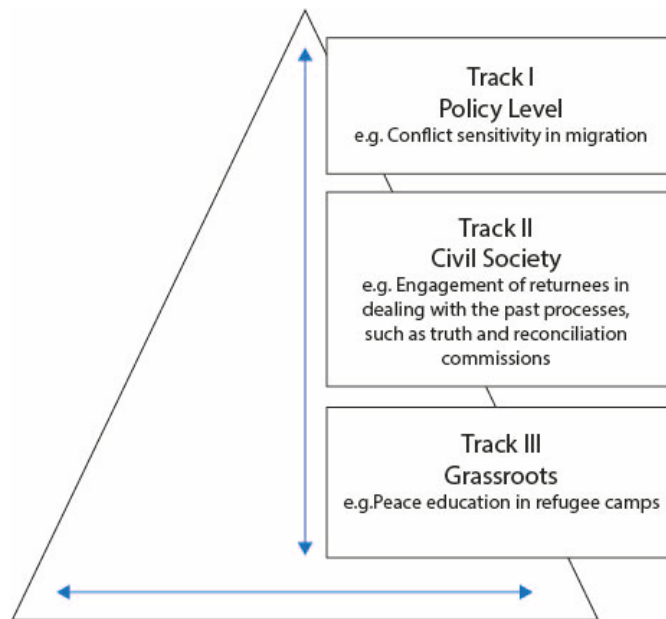 Track I
Policy Level
e.g. Conflict sensitivity in migration
Track II
Civil Society
e.g. Engagement of returnees in
dealing with the past processes,
such as truth and reconciliation
commissions
Track III
Grassroots
e.g.Peace education in refugee camps